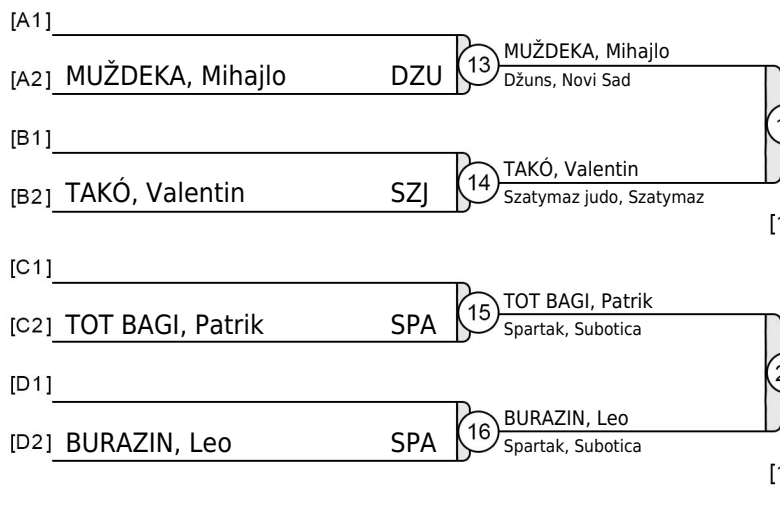 [A1]
[A2] MUŽDEKA, Mihajlo DZU
13
MUŽDEKA, Mihajlo
Džuns, Novi Sad
[B1]
[B2] TAKÓ, Valentin SZJ
14
TAKÓ, Valentin
Szatymaz judo, Szatymaz
[C1]
[C2] TOT BAGI, Patrik SPA
15
TOT BAGI, Patrik
Spartak, Subotica
[D1]
[D2] BURAZIN, Leo SPA
16
BURAZIN, Leo
Spartak, Subotica